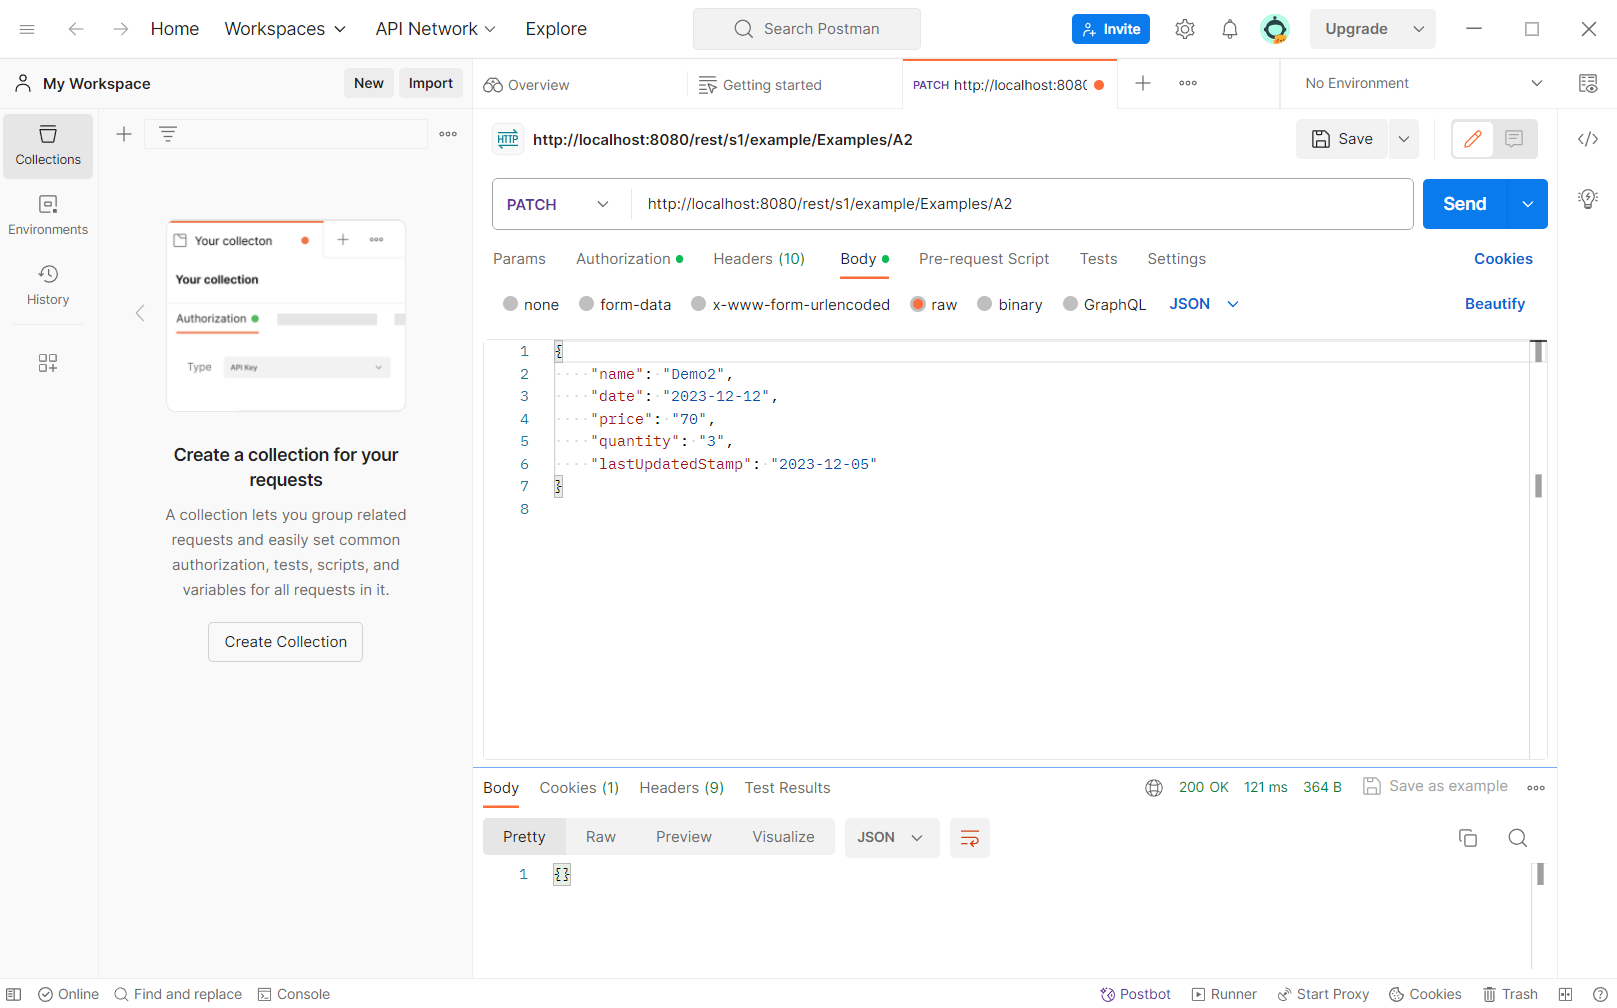 Home Workspaces API Network Explore Search Postman Invite Upgrade
My Workspace New Import Overview Getting started PATCH http://localhost:808 No Environment
Collections
Environments
History
Your collecton
Your collection
Authorization
Type API Key
Create a collection for your
requests
A collection lets you group related
requests and easily set common
authorization, tests, scripts, and
variables for all requests in it.
Create Collection
HTTP http://localhost:8080/rest/s1/example/Examples/A2 Save
PATCH http://localhost:8080/rest/s1/example/Examples/A2 Send
Params Authorization Headers (10) Body Pre-request Script Tests Settings Cookies
none form-data x-www-form-urlencoded raw binary GraphQL JSON Beautify
1 {
2 "name": "Demo2",
3 "date": "2023-12-12",
4 "price": "70",
5 "quantity": "3",
6 "lastUpdatedStamp": "2023-12-05"
7 }
8
Body Cookies (1) Headers (9) Test Results 200 OK 121 ms 364 B Save as example
Pretty Raw Preview Visualize JSON
1 {}
Online Find and replace Console Postbot Runner Start Proxy Cookies Trash